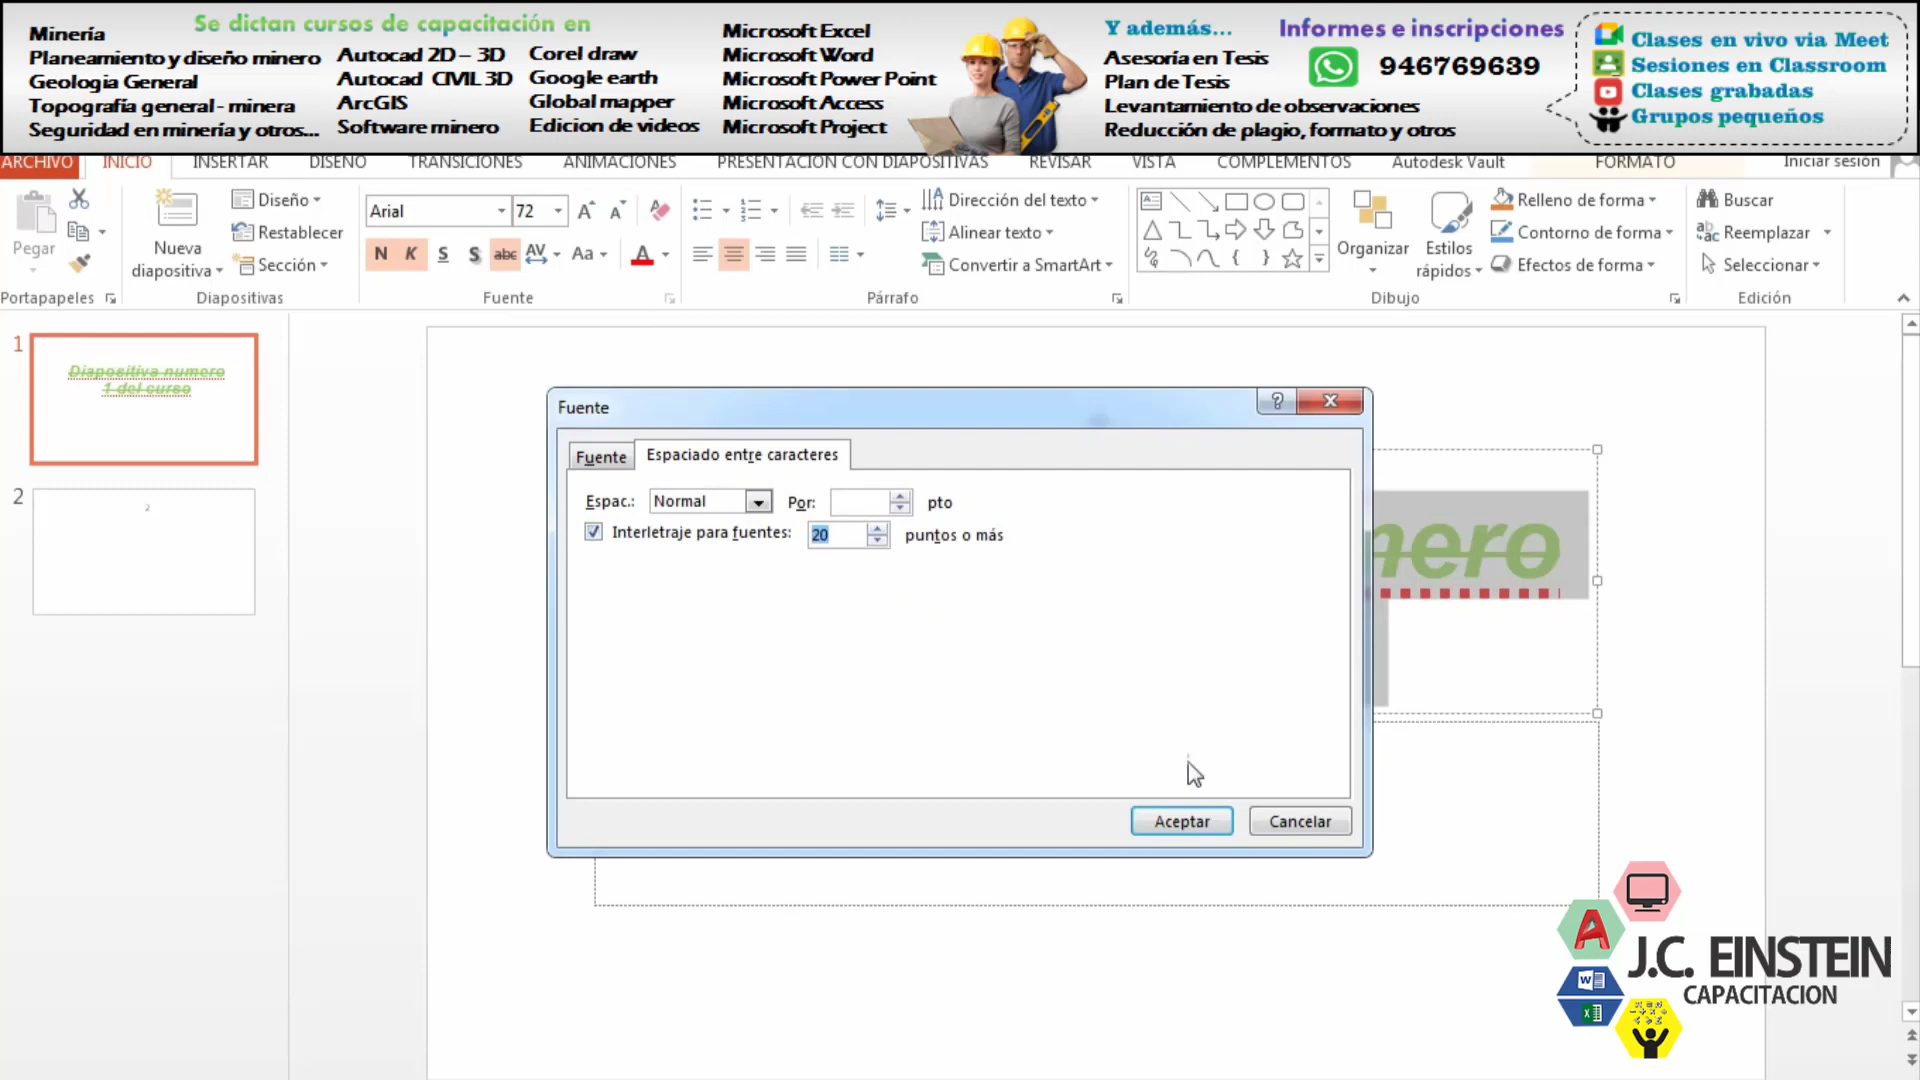 Se dictan cursos de capacitación en
Minería
Planeamiento y diseño minero
Geologia General
Topografía general - minera
Seguridad en minería y otros...
Autocad 2D – 3D
Autocad CIVIL 3D
ArcGIS
Software minero
Corel draw
Google earth
Global mapper
Edicion de videos
Microsoft Excel
Microsoft Word
Microsoft Power Point
Microsoft Access
Microsoft Project
Y además...
Asesoría en Tesis
Plan de Tesis
Levantamiento de observaciones
Reducción de plagio, formato y otros
Informes e inscripciones
946769639
Clases en vivo via Meet
Sesiones en Classroom
Clases grabadas
Grupos pequeños
ARCHIVO INICIO INSERTAR DISEÑO TRANSICIONES ANIMACIONES PRESENTACIÓN CON DIAPOSITIVAS REVISAR VISTA COMPLEMENTOS Autodesk Vault FORMATO Iniciar sesión
Pegar
Portapapeles
Nueva
diapositiva
Diseño
Restablecer
Sección
Diapositivas
Arial 72
N K S S abc AV Aa A
Fuente
Dirección del texto
Alinear texto
Convertir a SmartArt
Párrafo
Organizar
Estilos
rápidos
Relleno de forma
Contorno de forma
Efectos de forma
Dibujo
Buscar
Reemplazar
Seleccionar
Edición
1
Diapositiva numero
1 del curso
2
2
Fuente
Fuente Espaciado entre caracteres
Espac.: Normal Por: pto
Interletraje para fuentes: 20 puntos o más
Aceptar Cancelar
nero
J.C. EINSTEIN
CAPACITACION